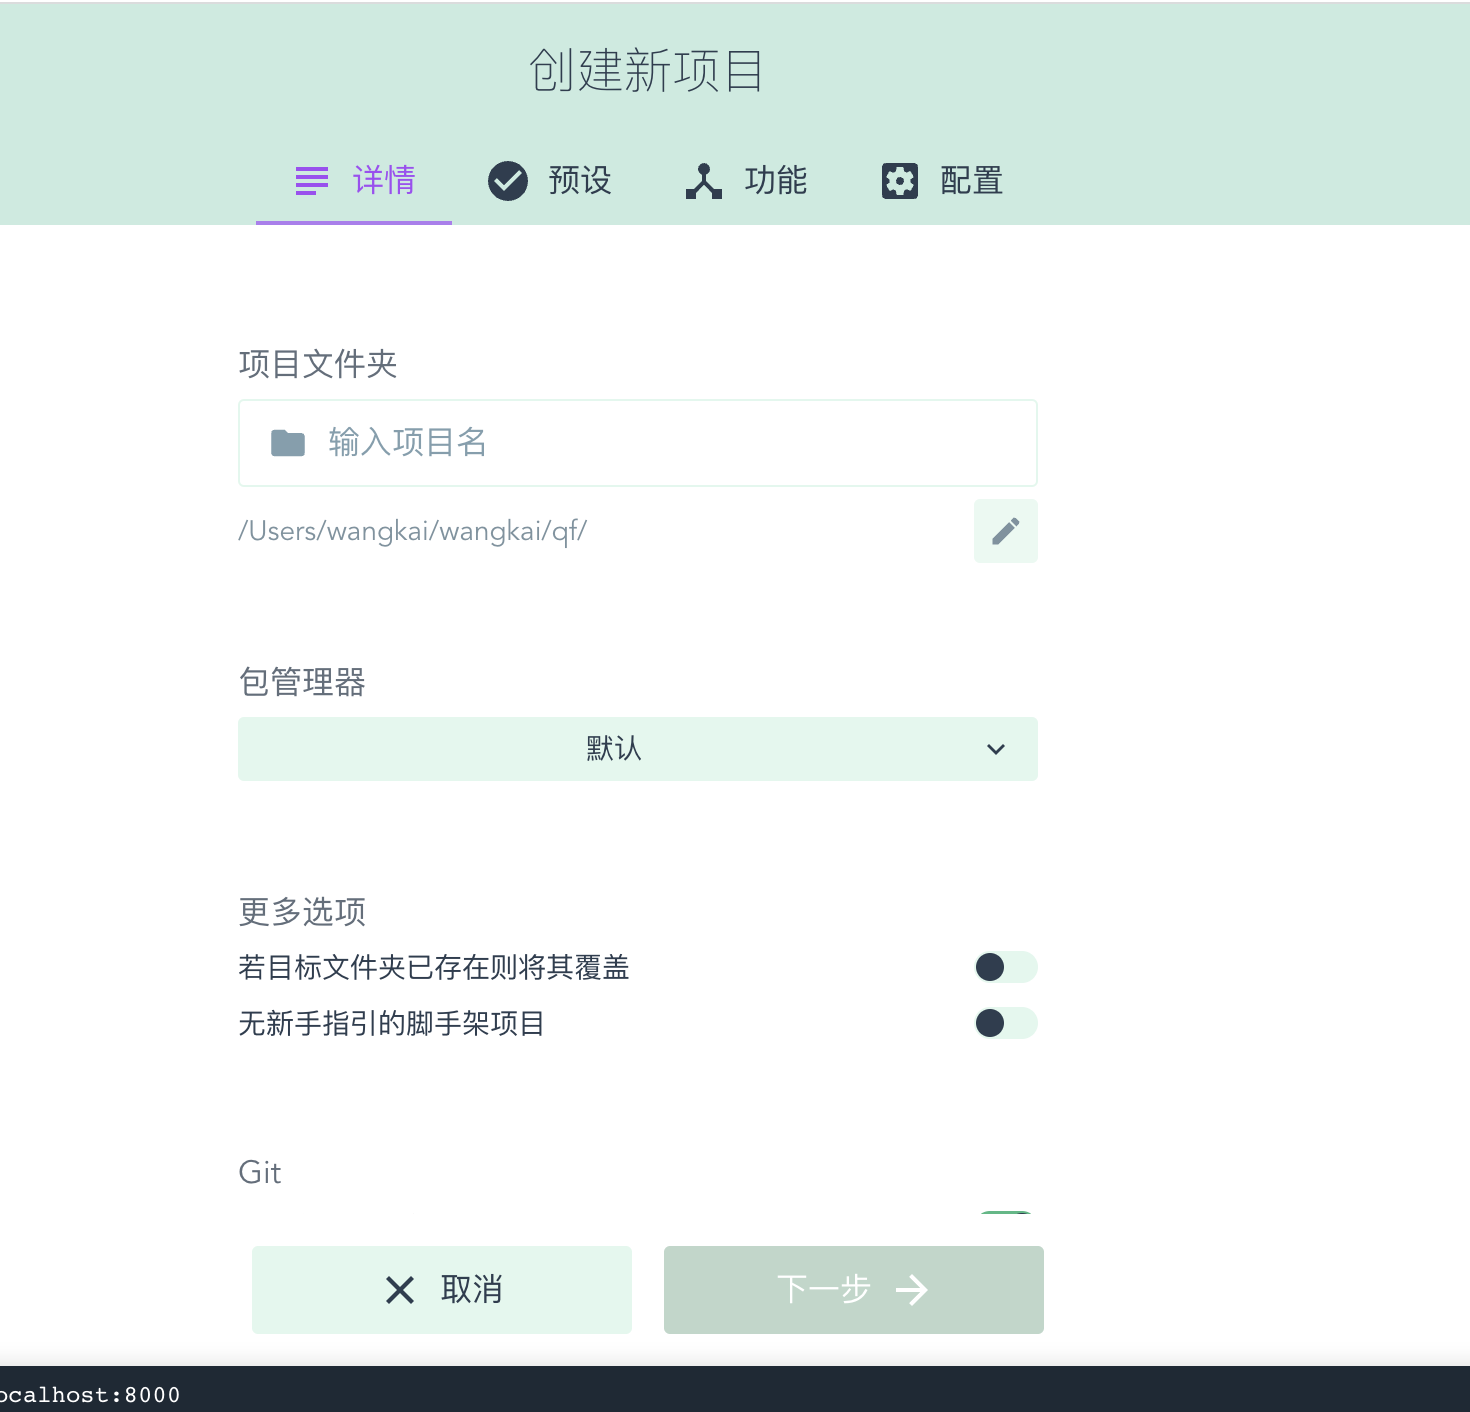 创建新项目
详情 预设 功能 配置
项目文件夹
输入项目名
/Users/wangkai/wangkai/qf/
包管理器
默认
更多选项
若目标文件夹已存在则将其覆盖
无新手指引的脚手架项目
Git
取消 下一步
ocalhost:8000